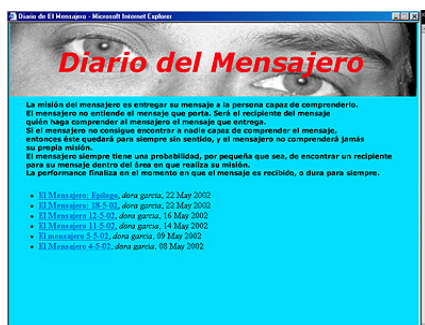 Diario de El Mensajero - Microsoft Internet Explorer
Diario del Mensajero
La misión del mensajero es entregar su mensaje a la persona capaz de comprenderlo.
El mensajero no entiende el mensaje que porta. Será el recipiente del mensaje
quién haga comprender al mensajero el mensaje que entrega.
Si el mensajero no consigue encontrar a nadie capaz de comprender el mensaje,
entonces éste quedará para siempre sin sentido, y el mensajero no comprenderá jamás
su propia misión.
El mensajero siempre tiene una probabilidad, por pequeña que sea, de encontrar un recipiente
para su mensaje dentro del área en que realiza su misión.
La performance finaliza en el momento en que el mensaje es recibido, o dura para siempre.
• El Mensajero: Epílogo, dora garcia, 22 May 2002
• El Mensajero: 18-5-02, dora garcia, 22 May 2002
• El Mensajero 12-5-02, dora garcia, 16 May 2002
• El Mensajero 11-5-02, dora garcia, 14 May 2002
• El mensajero 5-5-02, dora garcia, 09 May 2002
• El Mensajero 4-5-02, dora garcia, 08 May 2002